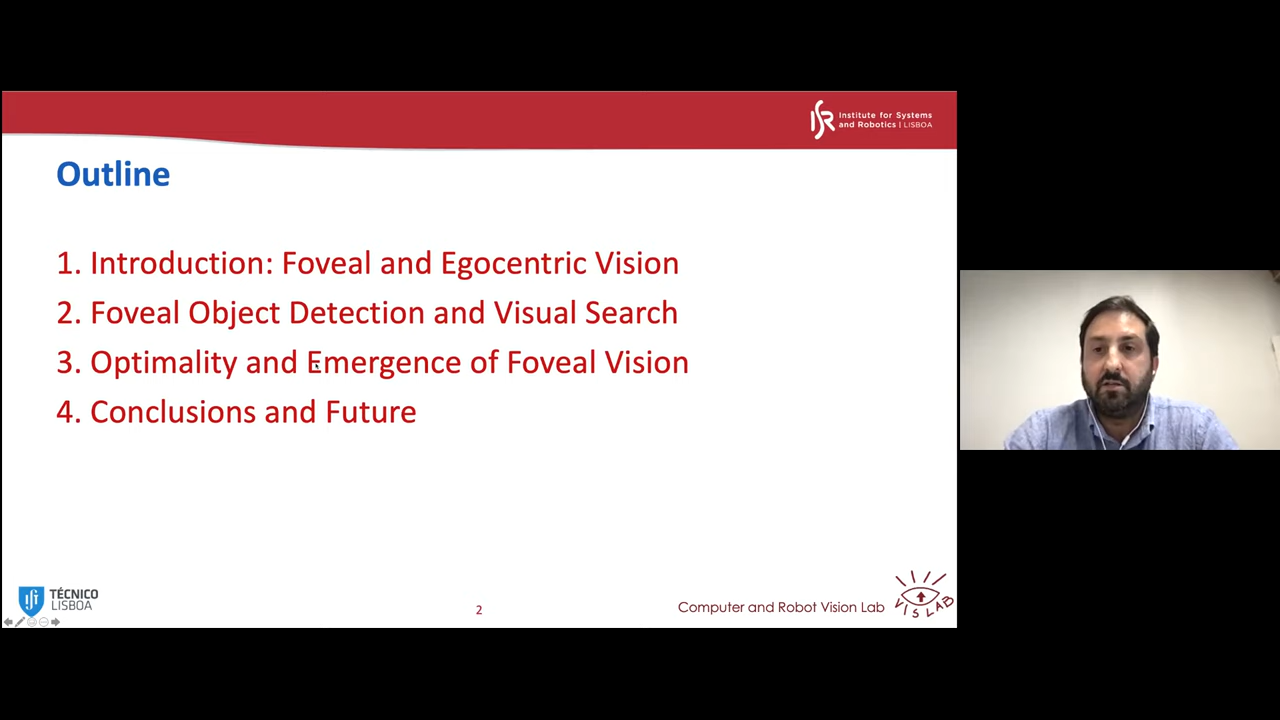 Institute for Systems
and Robotics | LISBOA
Outline
1. Introduction: Foveal and Egocentric Vision
2. Foveal Object Detection and Visual Search
3. Optimality and Emergence of Foveal Vision
4. Conclusions and Future
TÉCNICO
LISBOA
2
Computer and Robot Vision Lab
VISLAB